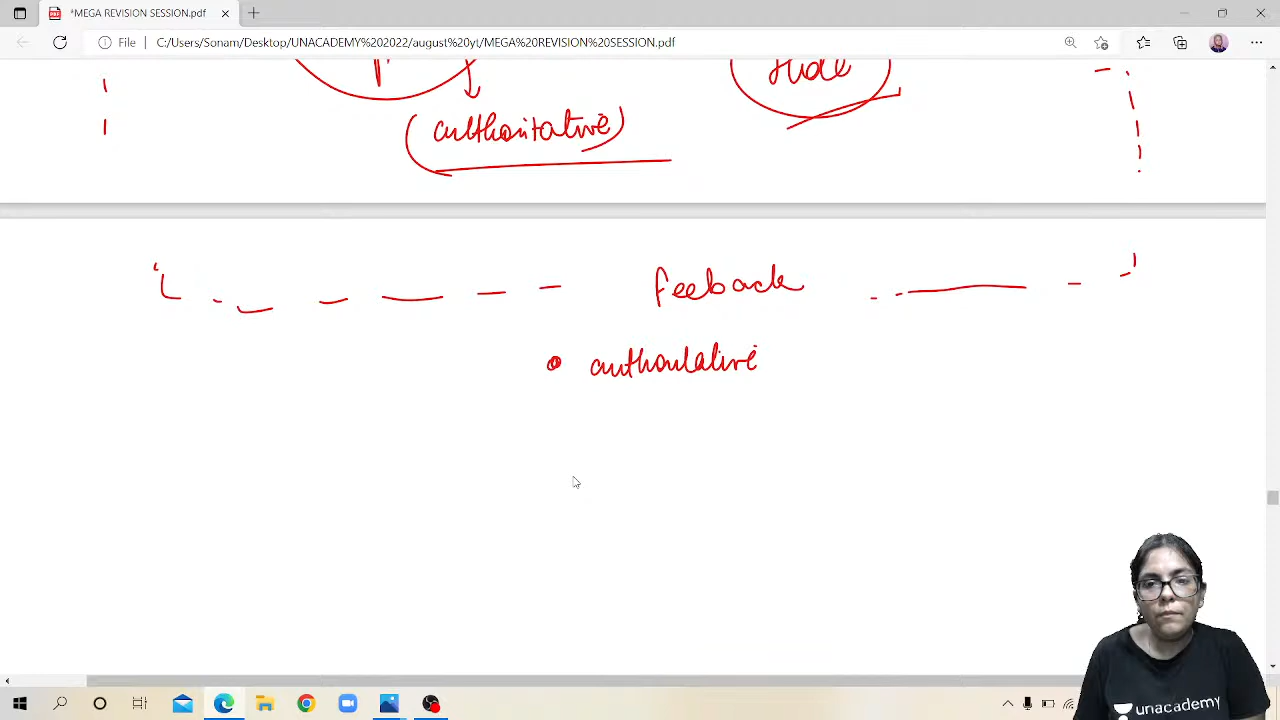 *MEGA REVISION SESSION.pdf
File C:/Users/Sonam/Desktop/UNACADEMY%202022/august%20yt/MEGA%20REVISION%20SESSION.pdf
(authoritative)
feeback
• authoritative
unacademy